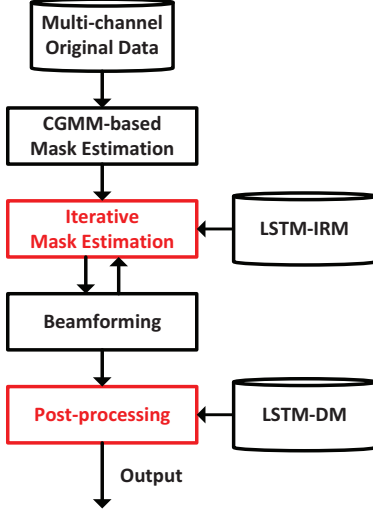 Multi-channel
Original Data
CGMM-based
Mask Estimation
Iterative
Mask Estimation
LSTM-IRM
Beamforming
Post-processing
LSTM-DM
Output